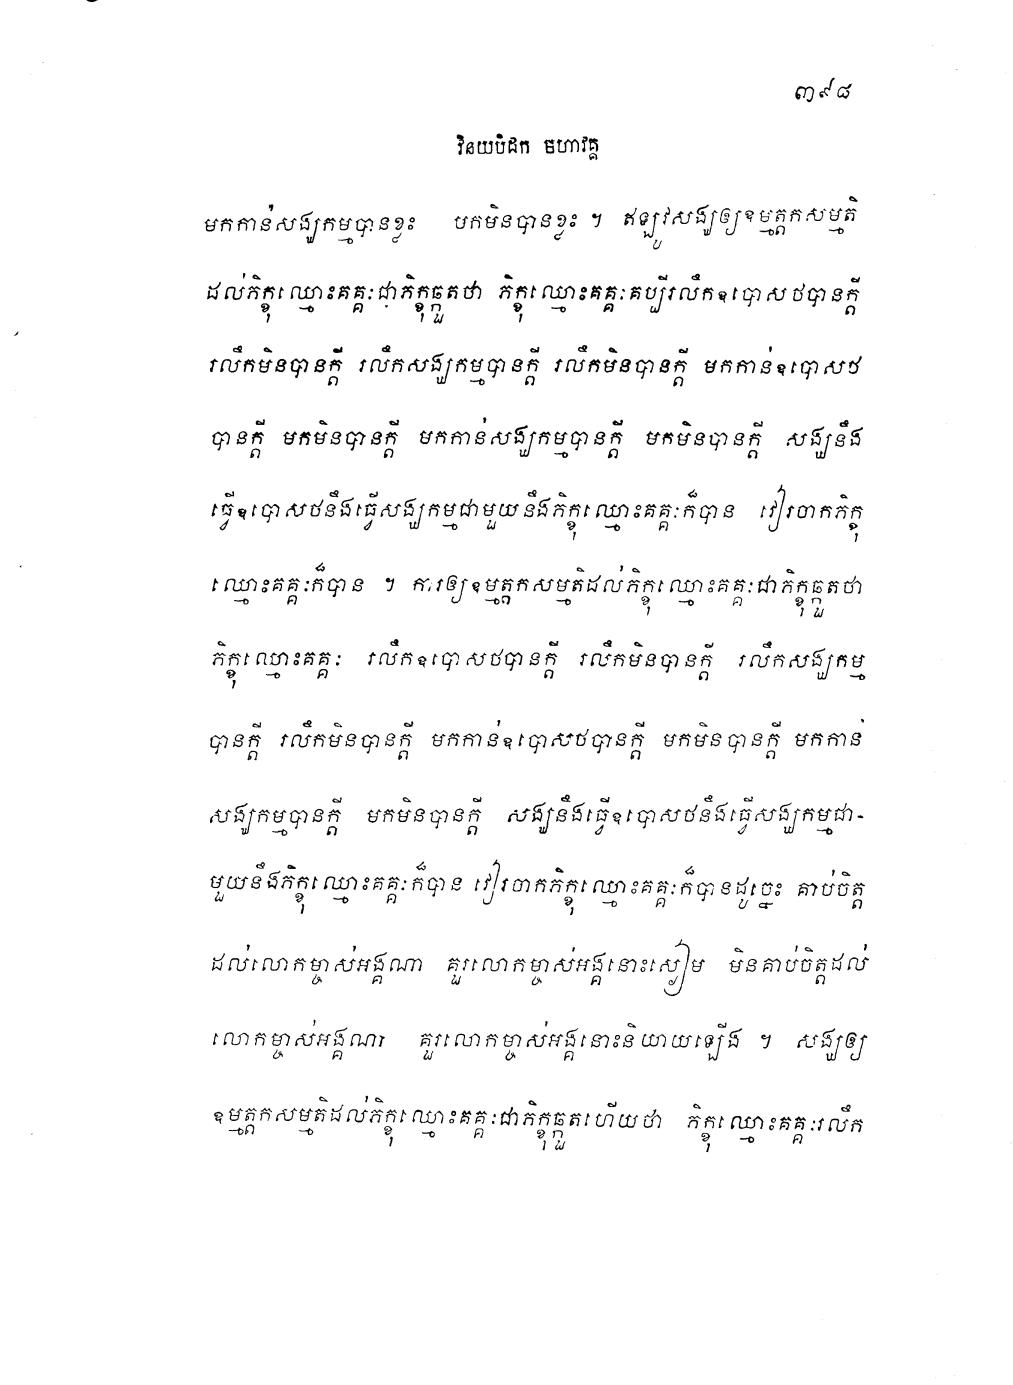 ៣៩៨
វិនយបិដក មហាវគ្គ
មកកាន់សង្ឃកម្មបានខ្លះ មកមិនបានខ្លះ ។ ឥឡូវសង្ឃឲ្យឧម្មត្តកសម្មតិ
ដល់ភិក្ខុឈ្មោះគគ្គៈជាភិក្ខុឆ្កួតថា ភិក្ខុឈ្មោះគគ្គៈគប្បីរលឹកឧបោសថបានក្តី
រលឹកមិនបានក្តី រលឹកសង្ឃកម្មបានក្តី រលឹកមិនបានក្តី មកកាន់ឧបោសថ
បានក្តី មកមិនបានក្តី មកកាន់សង្ឃកម្មបានក្តី មកមិនបានក្តី សង្ឃនឹង
ធ្វើឧបោសថនឹងធ្វើសង្ឃកម្មជាមួយនឹងភិក្ខុឈ្មោះគគ្គៈក៏បាន វៀរចាកភិក្ខុ
ឈ្មោះគគ្គៈក៏បាន ។ ការឲ្យឧម្មត្តកសម្មតិដល់ភិក្ខុឈ្មោះគគ្គៈជាភិក្ខុឆ្កួតថា
ភិក្ខុឈ្មោះគគ្គៈ រលឹកឧបោសថបានក្តី រលឹកមិនបានក្តី រលឹកសង្ឃកម្ម
បានក្តី រលឹកមិនបានក្តី មកកាន់ឧបោសថបានក្តី មកមិនបានក្តី មកកាន់
សង្ឃកម្មបានក្តី មកមិនបានក្តី សង្ឃនឹងធ្វើឧបោសថនឹងធ្វើសង្ឃកម្មជា-
មួយនឹងភិក្ខុឈ្មោះគគ្គៈក៏បាន វៀរចាកភិក្ខុឈ្មោះគគ្គៈក៏បានដូច្នេះ គាប់ចិត្ត
ដល់លោកម្ចាស់អង្គណា គួរលោកម្ចាស់អង្គនោះស្ងៀម មិនគាប់ចិត្តដល់
លោកម្ចាស់អង្គណា គួរលោកម្ចាស់អង្គនោះនិយាយឡើង ។ សង្ឃឲ្យ
ឧម្មត្តកសម្មតិដល់ភិក្ខុឈ្មោះគគ្គៈជាភិក្ខុឆ្កួតហើយថា ភិក្ខុឈ្មោះគគ្គៈរលឹក